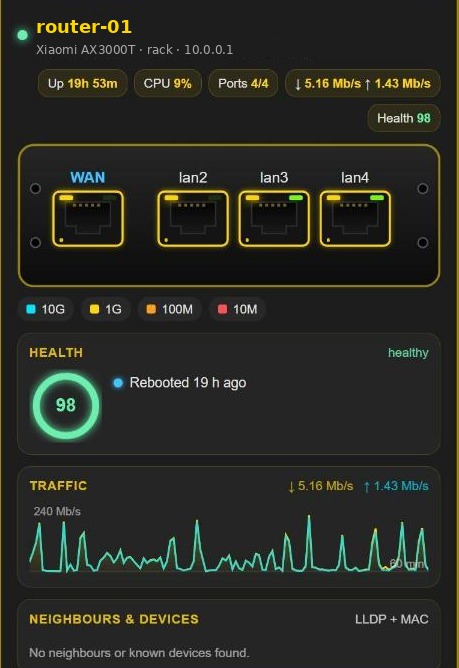 router-01
Xiaomi AX3000T · rack · 10.0.0.1
Up 19h 53m CPU 9% Ports 4/4 ↓ 5.16 Mb/s ↑ 1.43 Mb/s
Health 98
WAN lan2 lan3 lan4
10G 1G 100M 10M
HEALTH healthy
98 Rebooted 19 h ago
TRAFFIC ↓ 5.16 Mb/s ↑ 1.43 Mb/s
240 Mb/s
60 min
NEIGHBOURS & DEVICES LLDP + MAC
No neighbours or known devices found.